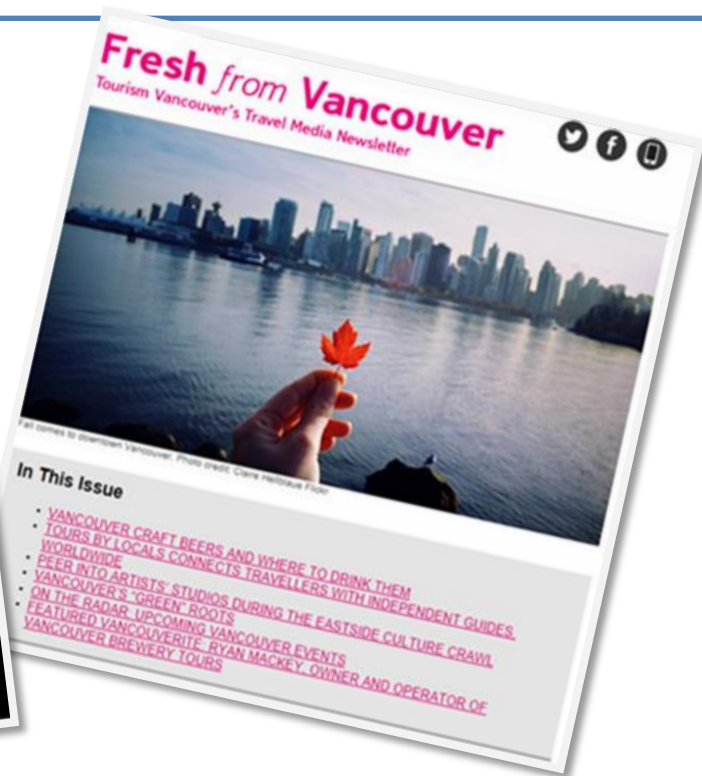 Fresh from Vancouver
Tourism Vancouver's Travel Media Newsletter
Fall comes to downtown Vancouver. Photo credit: Claire Hellblaue Flickr
In This Issue
• VANCOUVER CRAFT BEERS AND WHERE TO DRINK THEM
• TOURS BY LOCALS CONNECTS TRAVELLERS WITH INDEPENDENT GUIDES,
WORLDWIDE
• PEER INTO ARTISTS' STUDIOS DURING THE EASTSIDE CULTURE CRAWL
• VANCOUVER'S "GREEN" ROOTS
• ON THE RADAR: UPCOMING VANCOUVER EVENTS
• FEATURED VANCOUVERITE: RYAN MACKEY, OWNER AND OPERATOR OF
VANCOUVER BREWERY TOURS